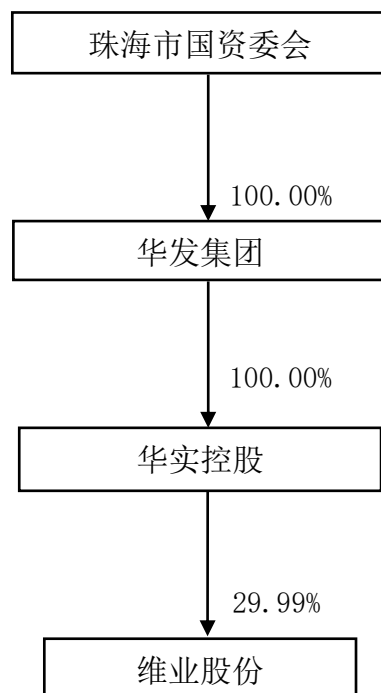 珠海市国资委会
100.00%
华发集团
100.00%
华实控股
29.99%
维业股份